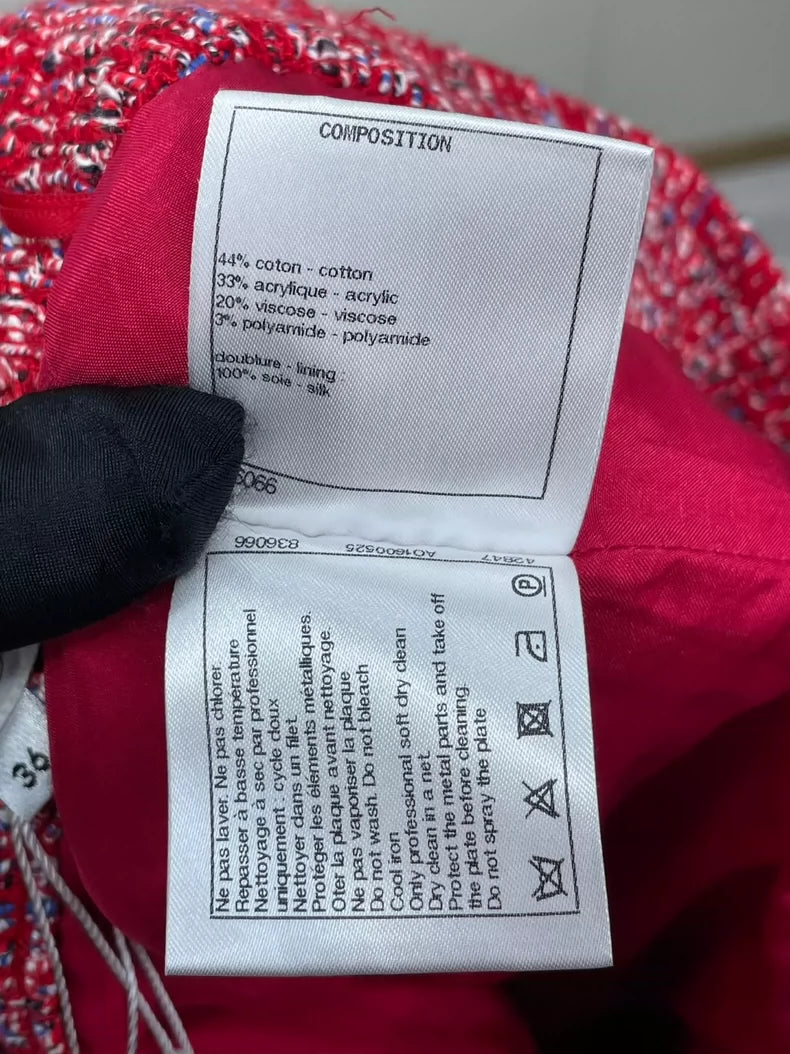 COMPOSITION
44% coton - cotton
33% acrylique - acrylic
20% viscose - viscose
3% polyamide - polyamide
doublure - lining :
100% soie - silk
6066
836066 AO1600525 42847
Ne pas laver. Ne pas chlorer.
Repasser à basse température
Nettoyage à sec par professionnel
uniquement : cycle doux
Nettoyer dans un filet.
Protéger les éléments métalliques.
Oter la plaque avant nettoyage.
Ne pas vaporiser la plaque
Do not wash. Do not bleach
Cool iron
Only professional soft dry clean
Dry clean in a net.
Protect the metal parts and take off
the plate before cleaning.
Do not spray the plate
P
36